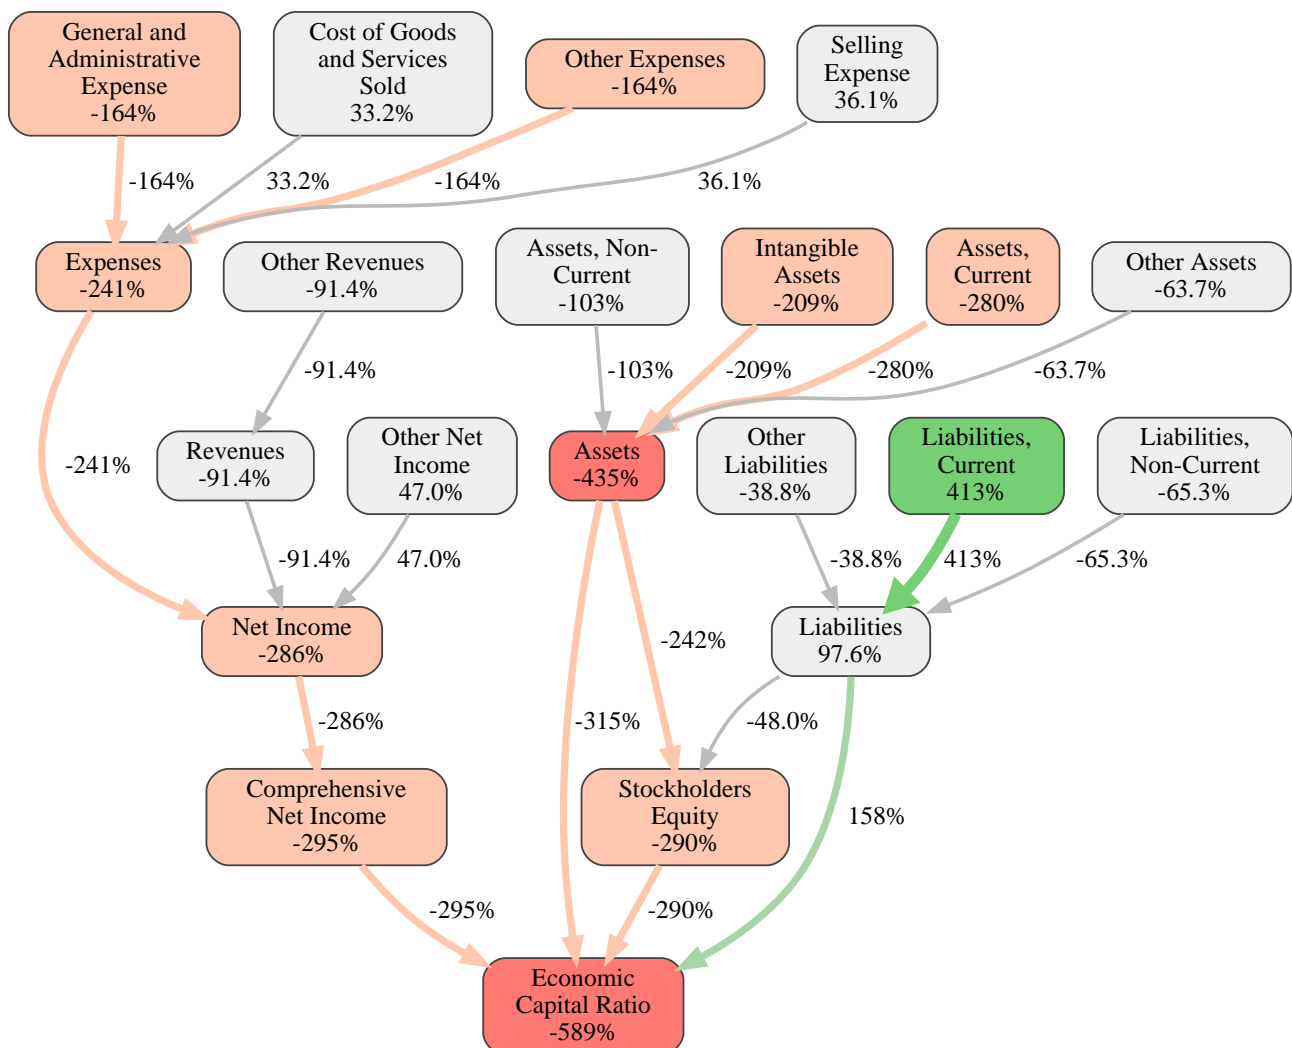 General and
Administrative
Expense
-164%
Cost of Goods
and Services
Sold
33.2%
Other Expenses
-164%
Selling
Expense
36.1%
-164%
33.2%
-164%
36.1%
Expenses
-241%
Other Revenues
-91.4%
Assets, Non-
Current
-103%
Intangible
Assets
-209%
Assets,
Current
-280%
Other Assets
-63.7%
-91.4%
-103%
-209%
-280%
-63.7%
-241%
Revenues
-91.4%
Other Net
Income
47.0%
Assets
-435%
Other
Liabilities
-38.8%
Liabilities,
Current
413%
Liabilities,
Non-Current
-65.3%
-91.4%
47.0%
-38.8%
413%
-65.3%
Net Income
-286%
-242%
Liabilities
97.6%
-286%
-315%
-48.0%
Comprehensive
Net Income
-295%
Stockholders
Equity
-290%
158%
-295%
-290%
Economic
Capital Ratio
-589%